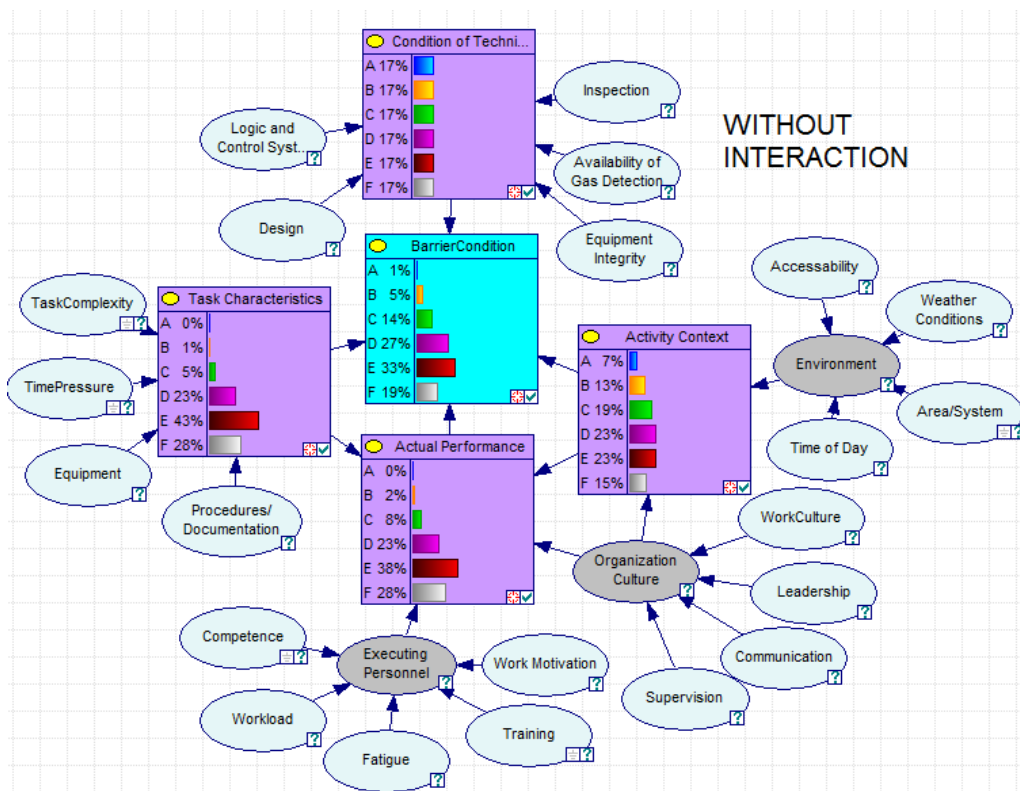 Condition of Techni...
A 17%
B 17%
C 17%
D 17%
E 17%
F 17%
Inspection
?
WITHOUT
INTERACTION
Logic and
Control Syst...
?
Availability of
Gas Detection
?
Design
?
Equipment
Integrity
?
BarrierCondition
A 1%
B 5%
C 14%
D 27%
E 33%
F 19%
Accessability
?
Weather
Conditions
?
TaskComplexity
?
Task Characteristics
A 0%
B 1%
C 5%
D 23%
E 43%
F 28%
Activity Context
A 7%
B 13%
C 19%
D 23%
E 23%
F 15%
Environment
?
TimePressure
?
Area/System
?
Equipment
?
Actual Performance
A 0%
B 2%
C 8%
D 23%
E 38%
F 28%
Time of Day
?
Procedures/
Documentation
?
WorkCulture
?
Organization
Culture
?
Leadership
?
Competence
?
Executing
Personnel
?
Work Motivation
?
Communication
?
Supervision
?
Workload
?
Training
?
Fatigue
?